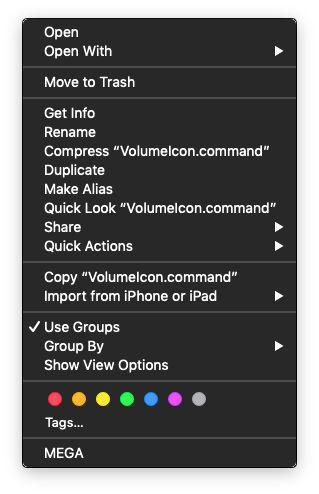 Open
Open With
Move to Trash
Get Info
Rename
Compress “VolumeIcon.command”
Duplicate
Make Alias
Quick Look “VolumeIcon.command”
Share
Quick Actions
Copy “VolumeIcon.command”
Import from iPhone or iPad
Use Groups
Group By
Show View Options
Tags...
MEGA